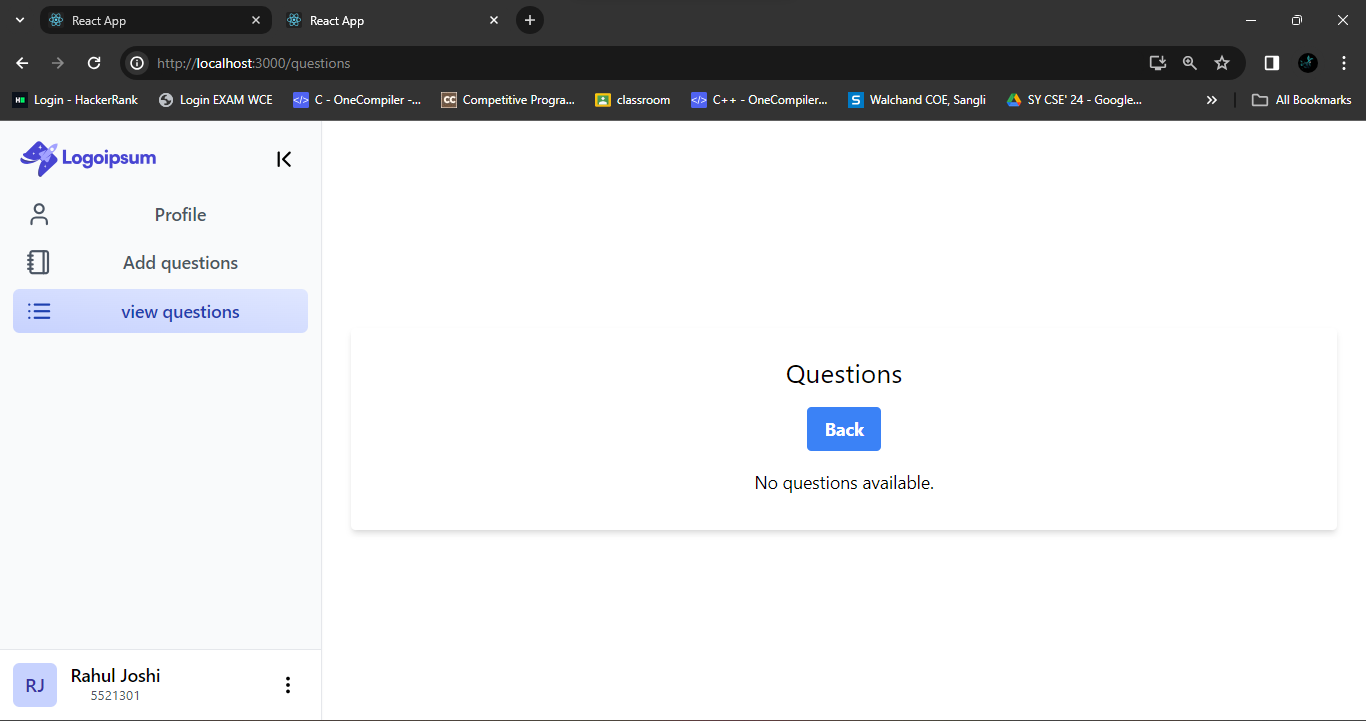 React App
React App
http://localhost:3000/questions
Login - HackerRank
Login EXAM WCE
C - OneCompiler -...
CC
Competitive Progra...
classroom
C++ - OneCompiler...
S
Walchand COE, Sangli
SY CSE' 24 - Google...
All Bookmarks
Logoipsum
Profile
Add questions
view questions
Questions
Back
No questions available.
RJ
Rahul Joshi
5521301